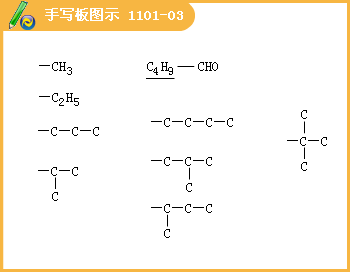 手写板图示 1101-03
—CH₃
C₄H₉—CHO
—C₂H₅
—C—C—C
—C—C—C—C
C
—C—C
C
—C—C
C
—C—C—C
C
—C—C—C
C